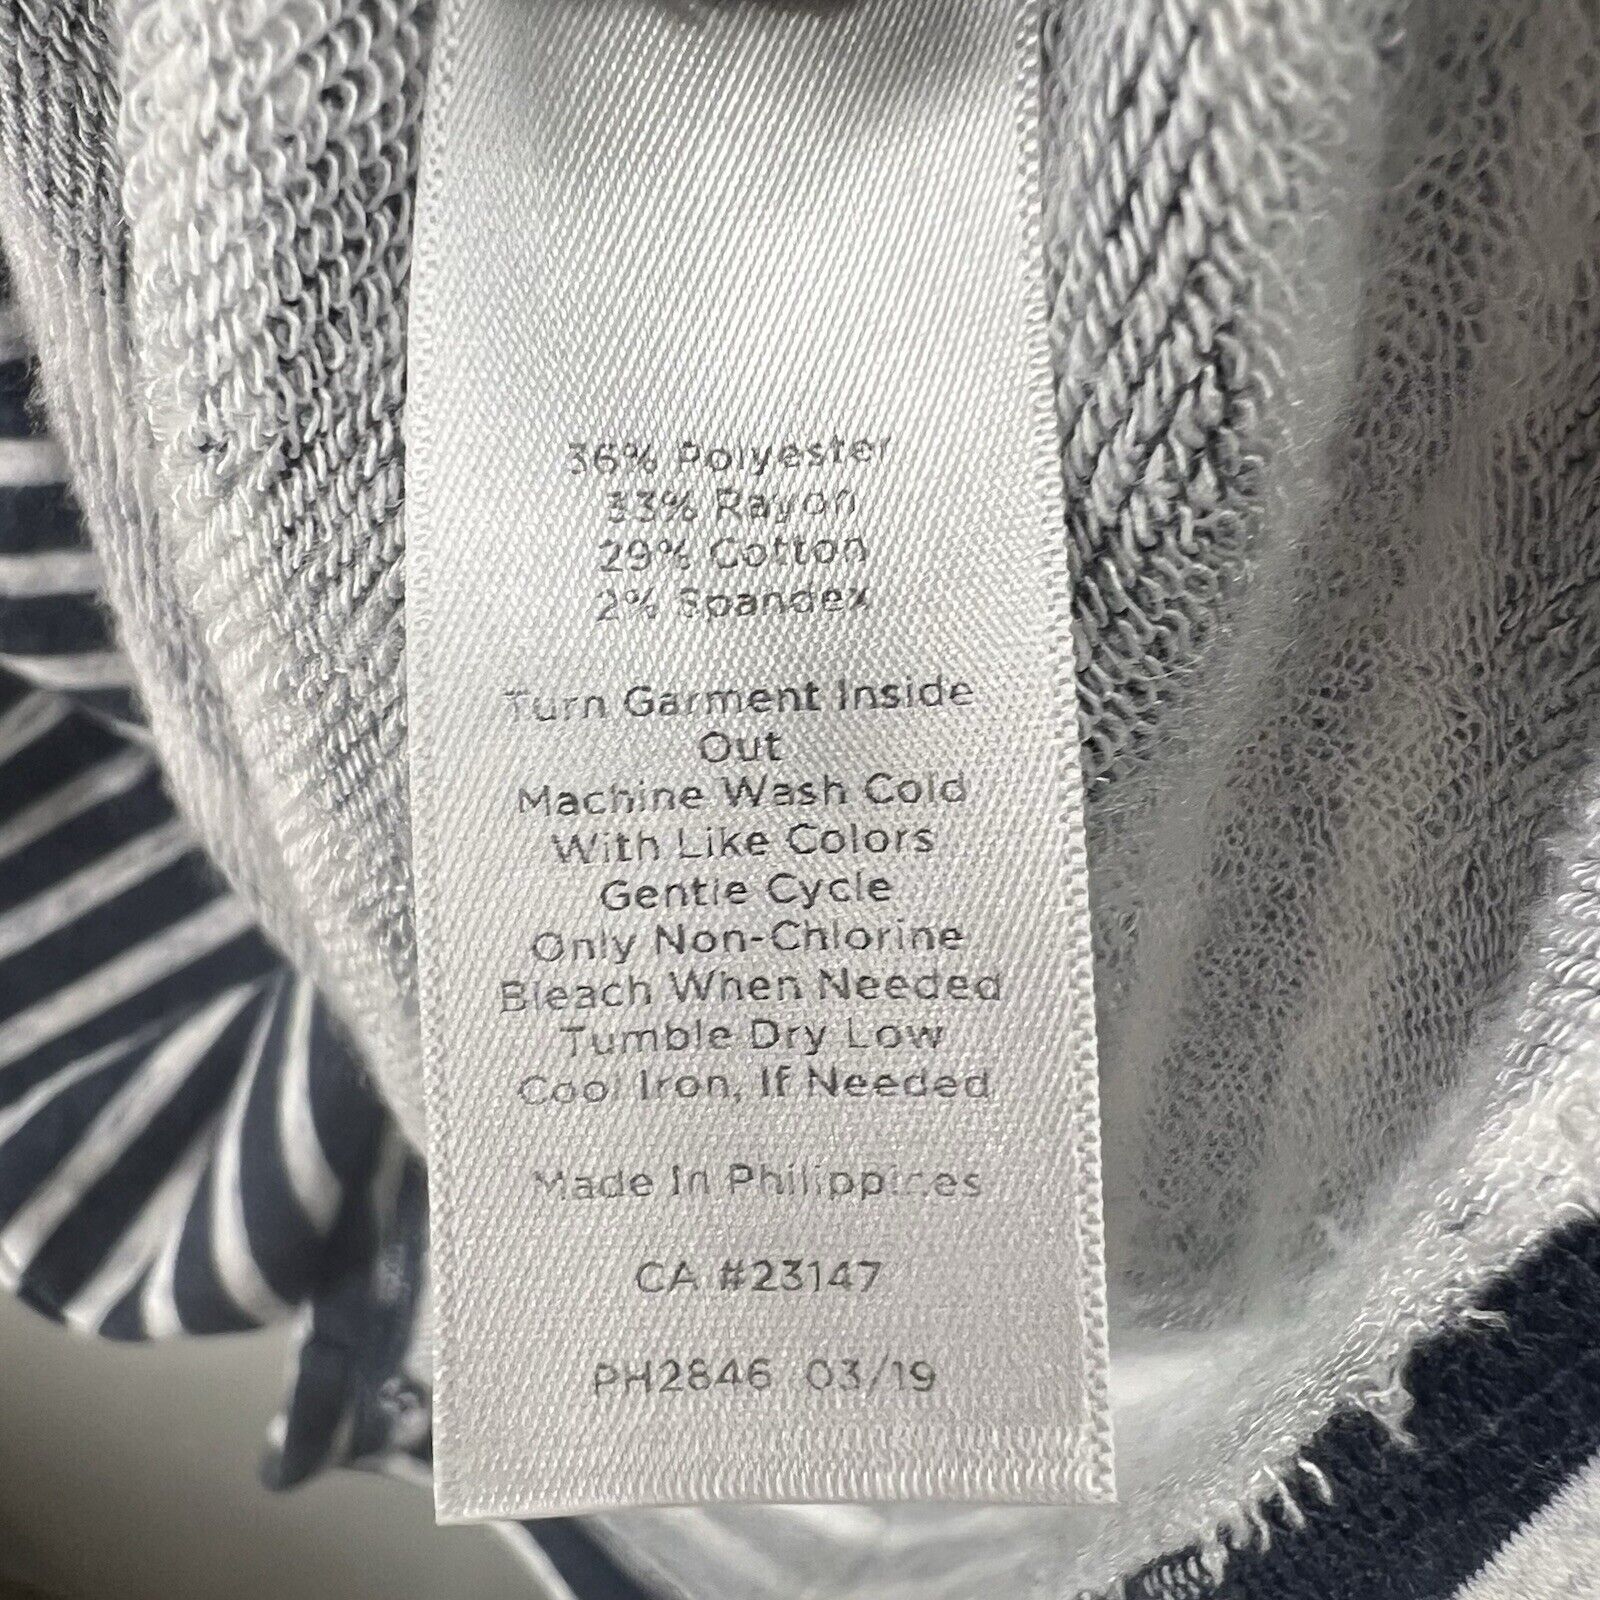 36% Polyester
33% Rayon
29% Cotton
2% Spandex
Turn Garment Inside
Out
Machine Wash Cold
With Like Colors
Gentle Cycle
Only Non-Chlorine
Bleach When Needed
Tumble Dry Low
Cool Iron, If Needed
Made In Philippines
CA #23147
PH2846 03/19